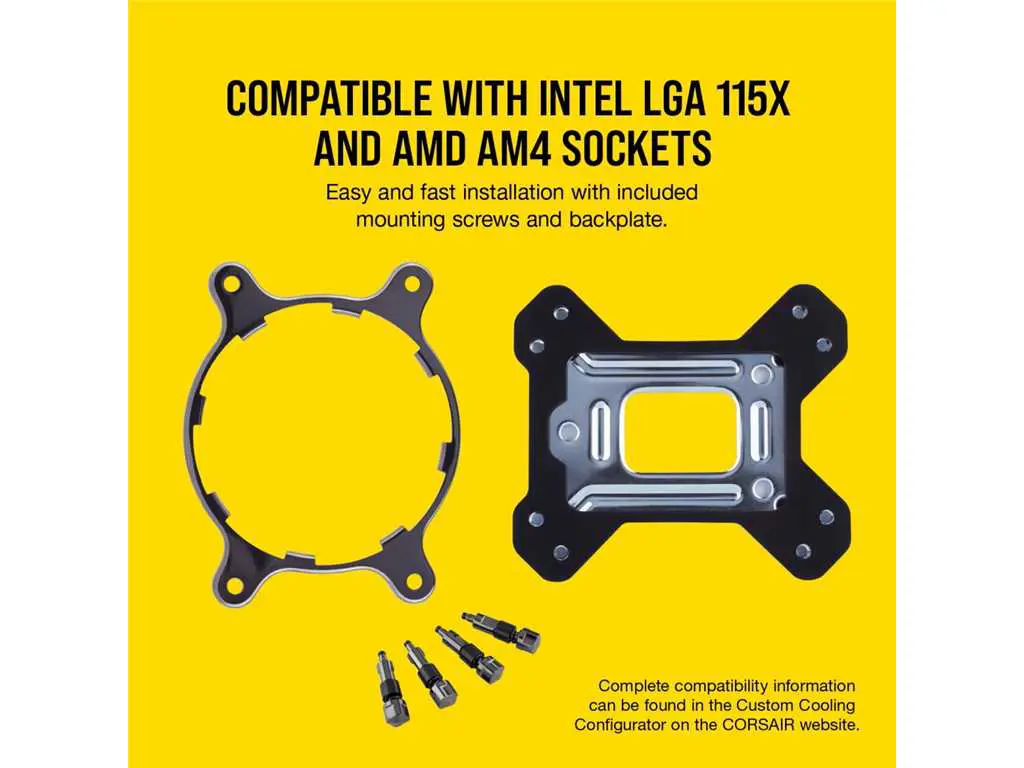 COMPATIBLE WITH INTEL LGA 115X
AND AMD AM4 SOCKETS
Easy and fast installation with included
mounting screws and backplate.
Complete compatibility information
can be found in the Custom Cooling
Configurator on the CORSAIR website.